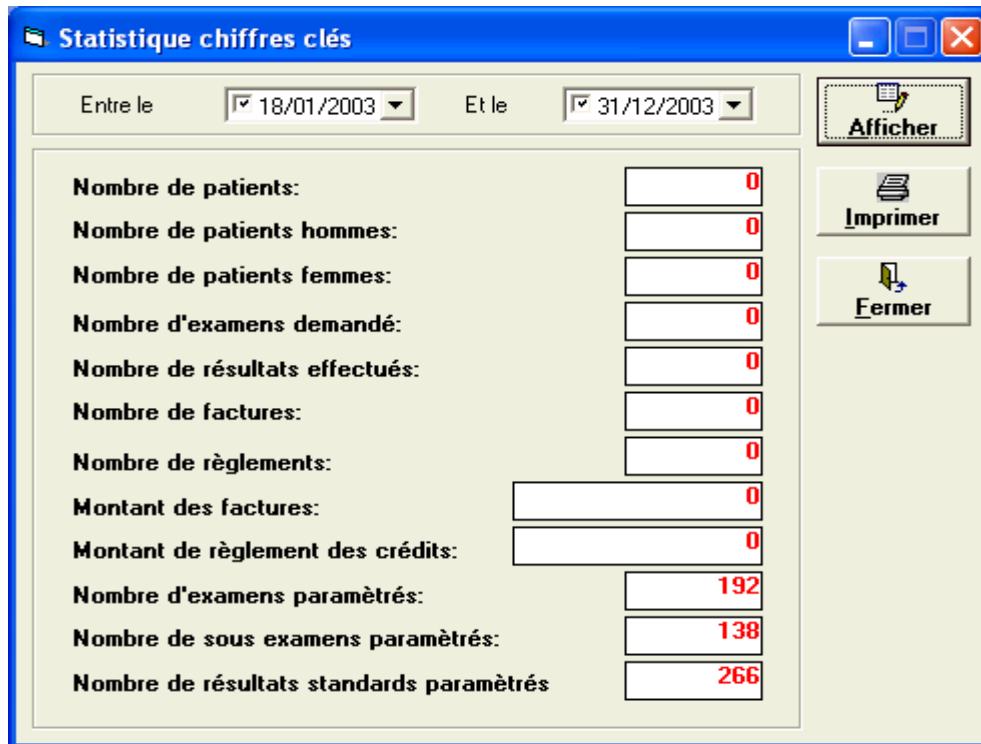 Statistique chiffres clés
Entre le 18/01/2003 Et le 31/12/2003
Afficher
Imprimer
Fermer
Nombre de patients: 0
Nombre de patients hommes: 0
Nombre de patients femmes: 0
Nombre d'examens demandé: 0
Nombre de résultats effectués: 0
Nombre de factures: 0
Nombre de règlements: 0
Montant des factures: 0
Montant de règlement des crédits: 0
Nombre d'examens paramètrés: 192
Nombre de sous examens paramètrés: 138
Nombre de résultats standards paramètrés 266